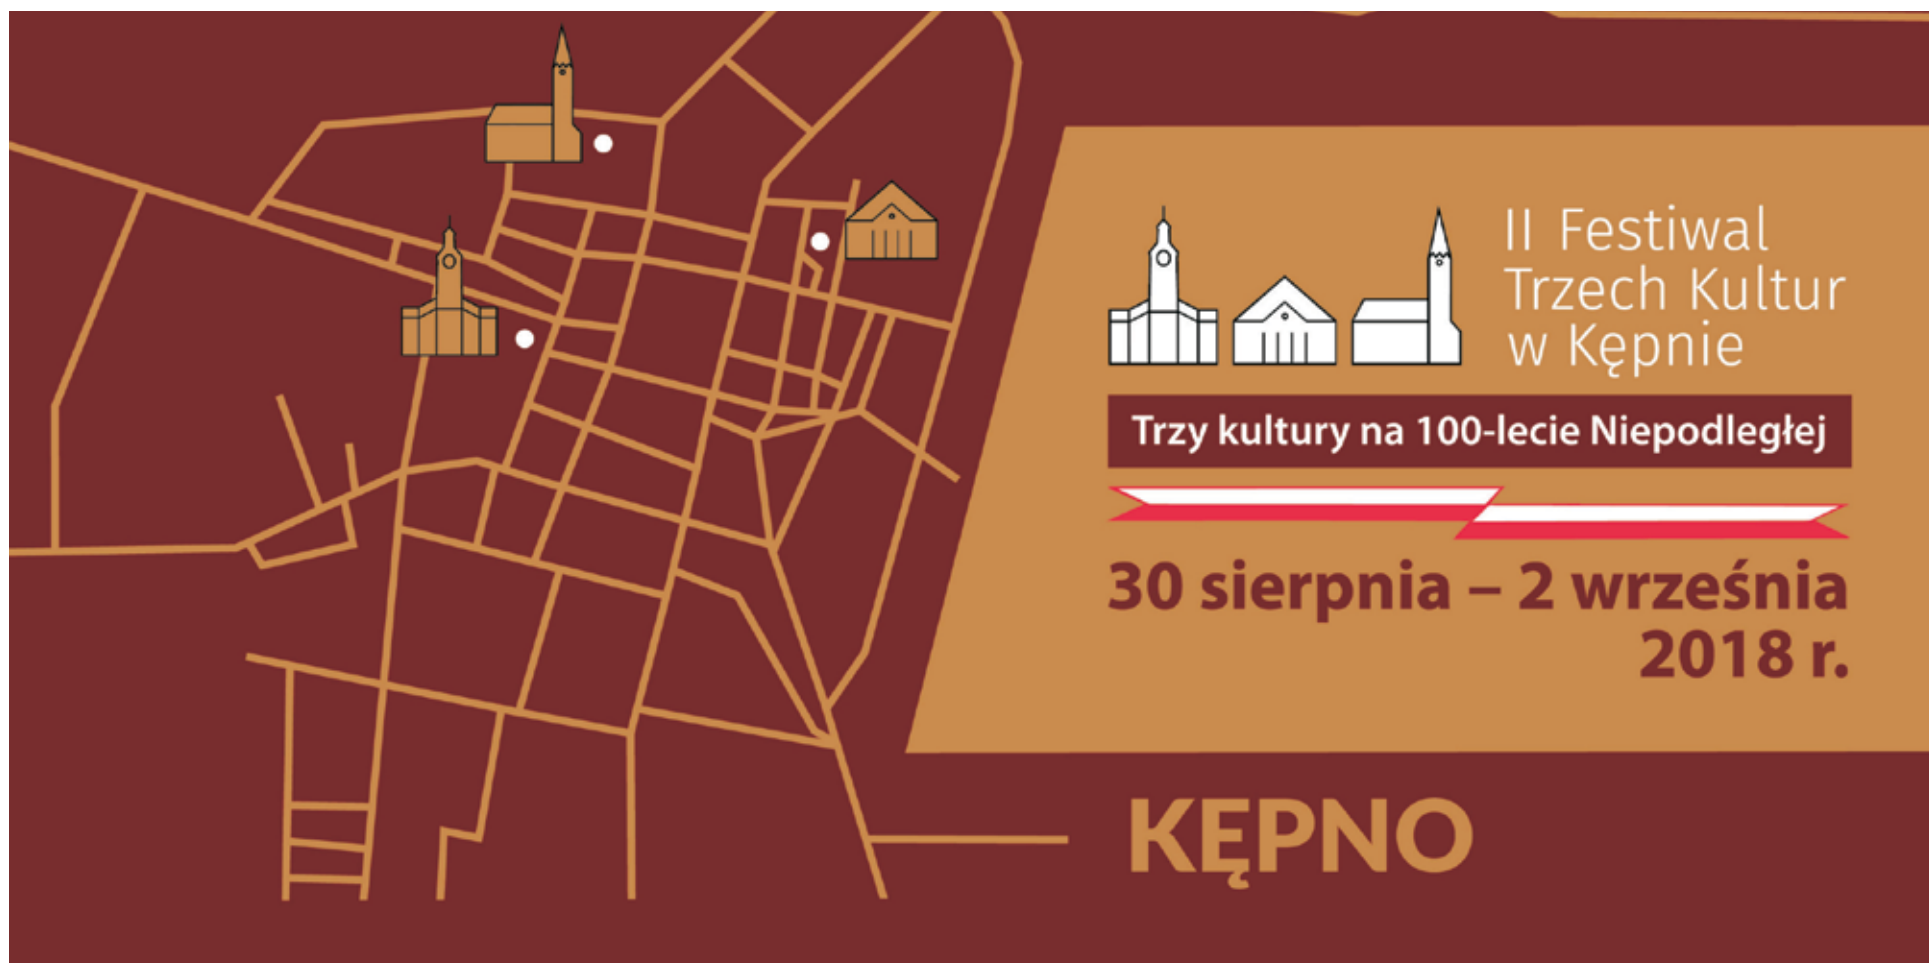 II Festiwal
Trzech Kultur
w Kępnie
Trzy kultury na 100-lecie Niepodległej
30 sierpnia – 2 września
2018 r.
KĘPNO